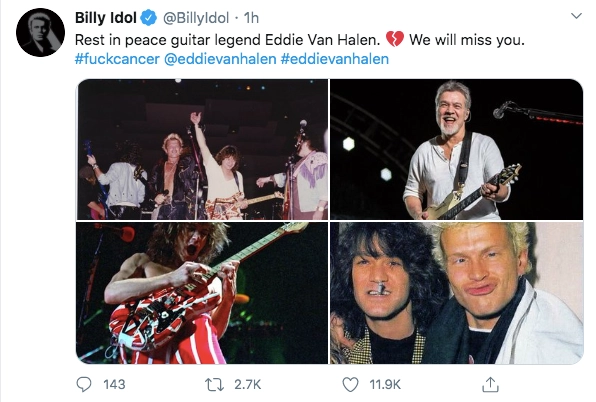 Billy Idol @BillyIdol · 1h
Rest in peace guitar legend Eddie Van Halen. 💔 We will miss you.
#fuckcancer @eddievanhalen #eddievanhalen
143 2.7K 11.9K